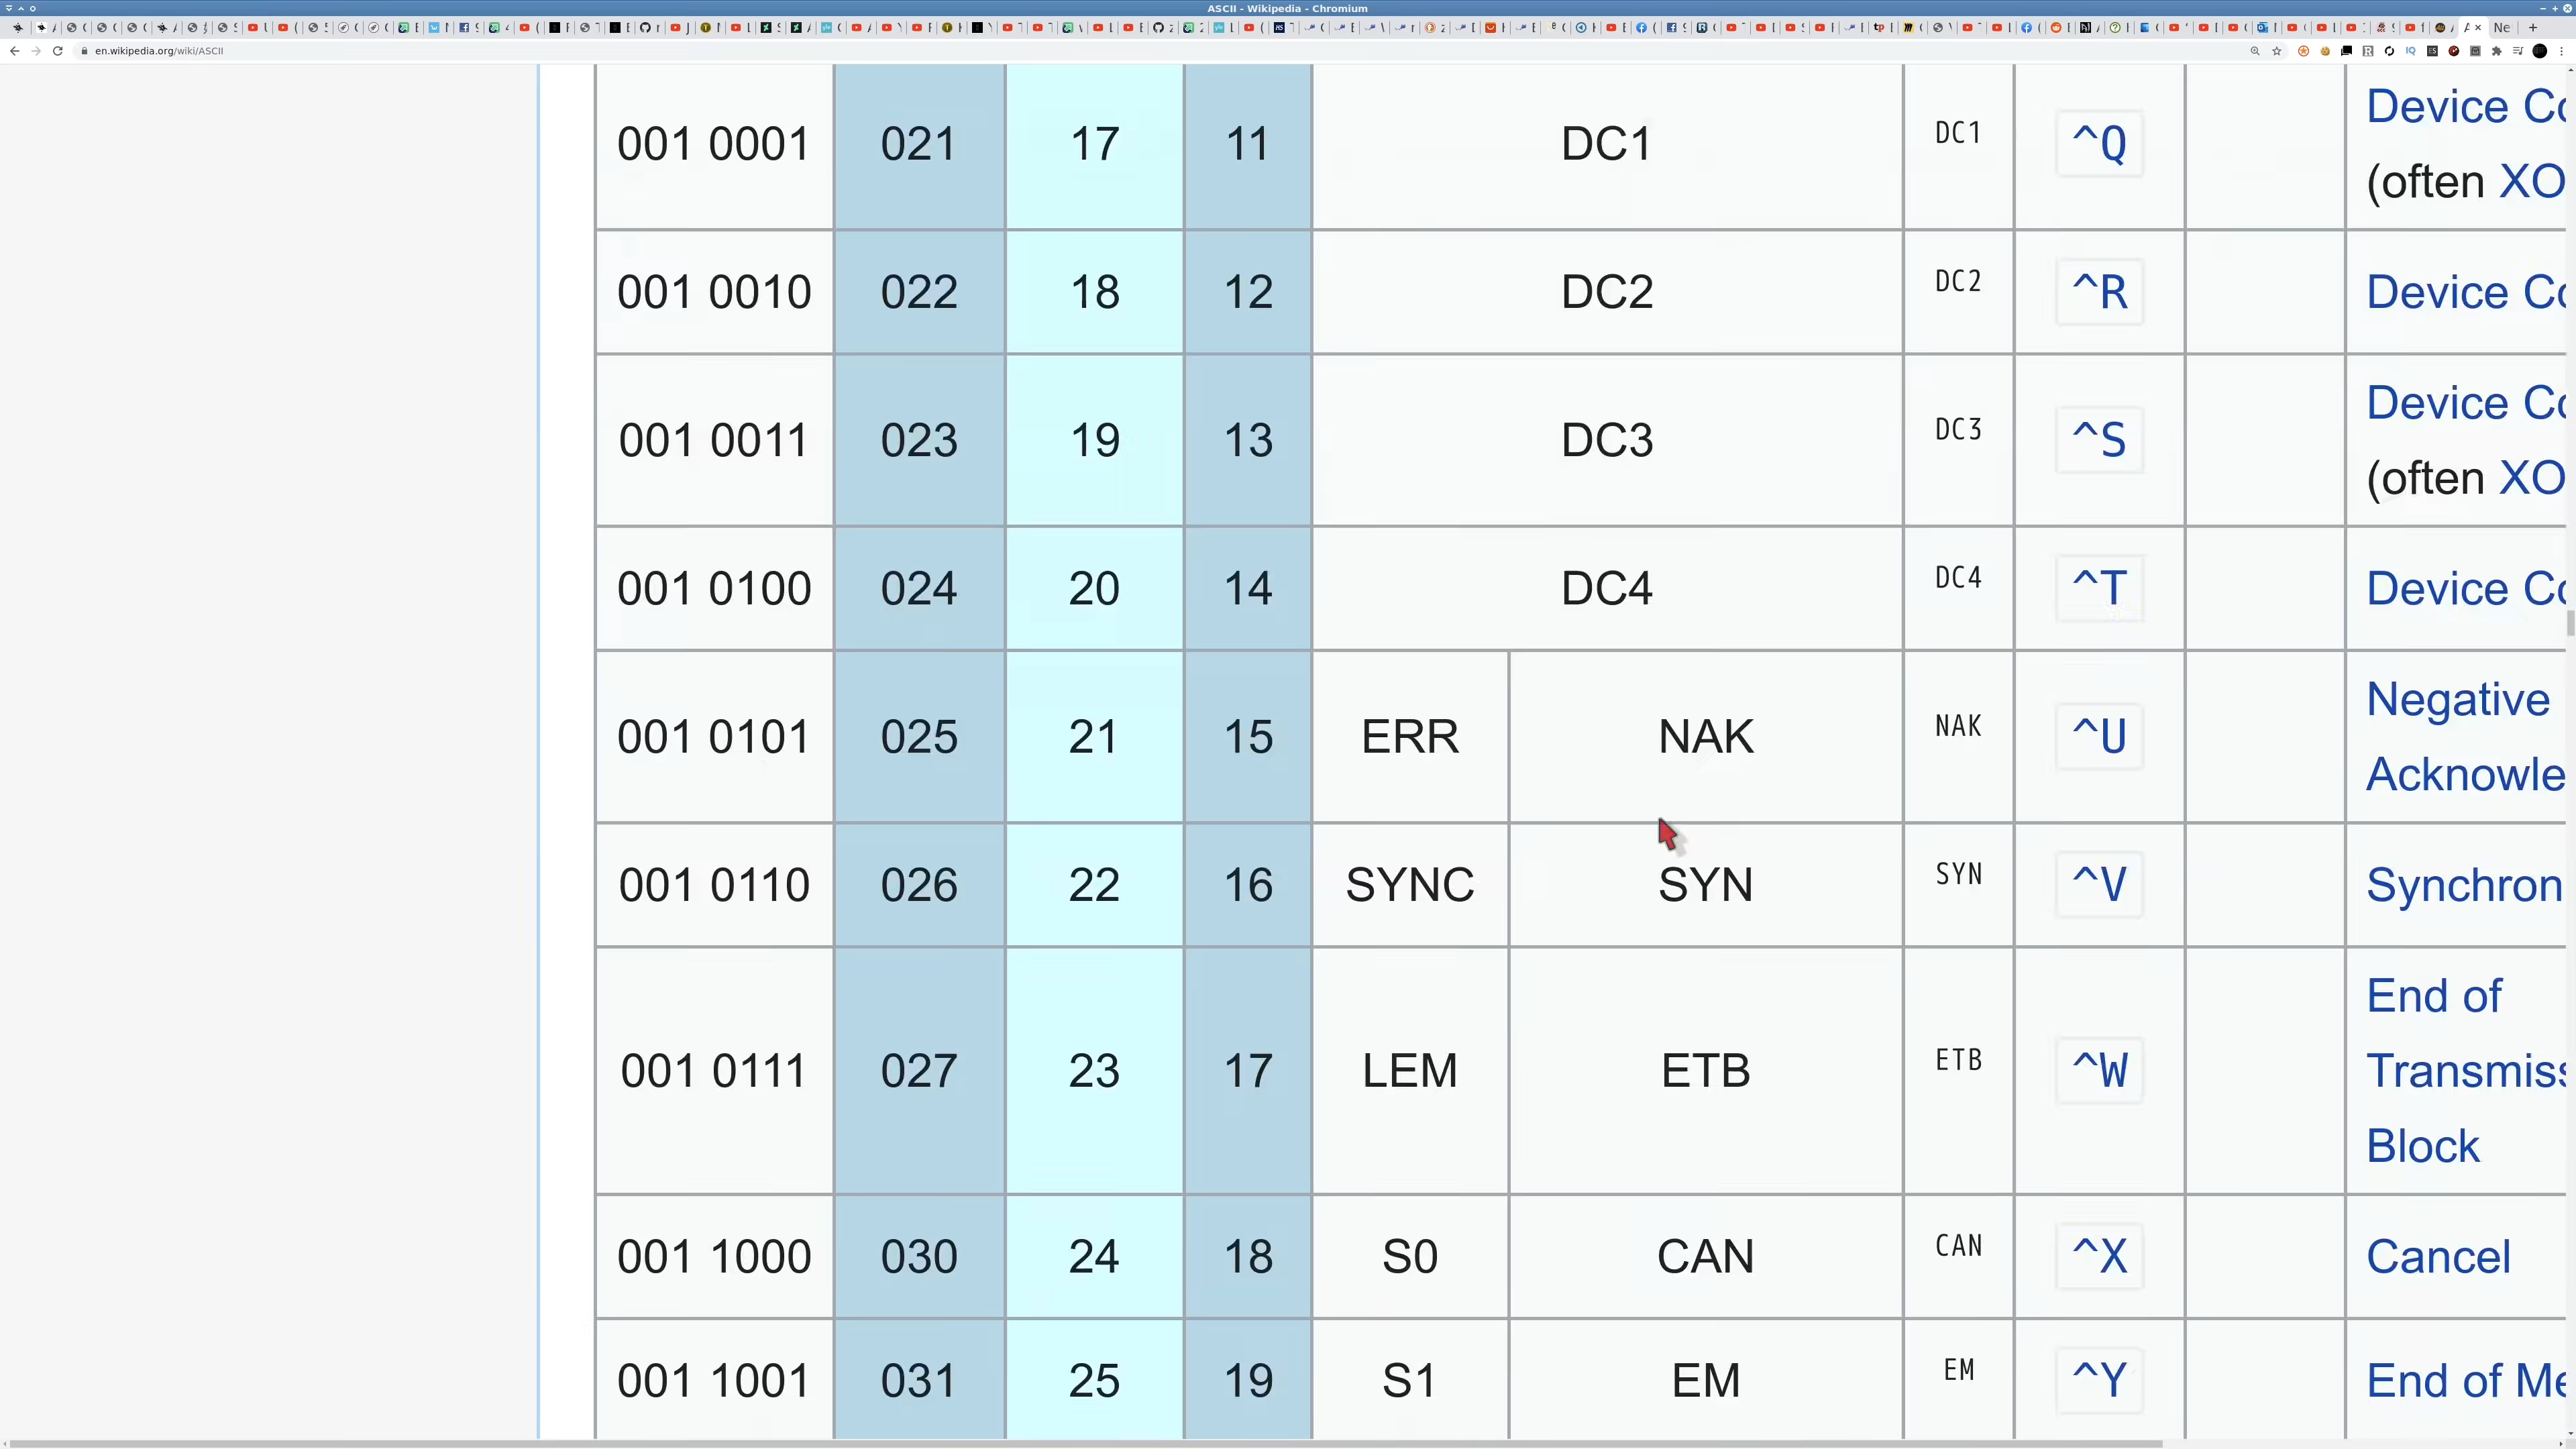 ASCII - Wikipedia - Chromium
en.wikipedia.org/wiki/ASCII
001 0001 021 17 11 DC1 DC1 ^Q Device Co
(often XO
001 0010 022 18 12 DC2 DC2 ^R Device Co
001 0011 023 19 13 DC3 DC3 ^S Device Co
(often XO
001 0100 024 20 14 DC4 DC4 ^T Device Co
001 0101 025 21 15 ERR NAK NAK ^U Negative
Acknowle
001 0110 026 22 16 SYNC SYN SYN ^V Synchron
001 0111 027 23 17 LEM ETB ETB ^W End of
Transmiss
Block
001 1000 030 24 18 S0 CAN CAN ^X Cancel
001 1001 031 25 19 S1 EM EM ^Y End of Me